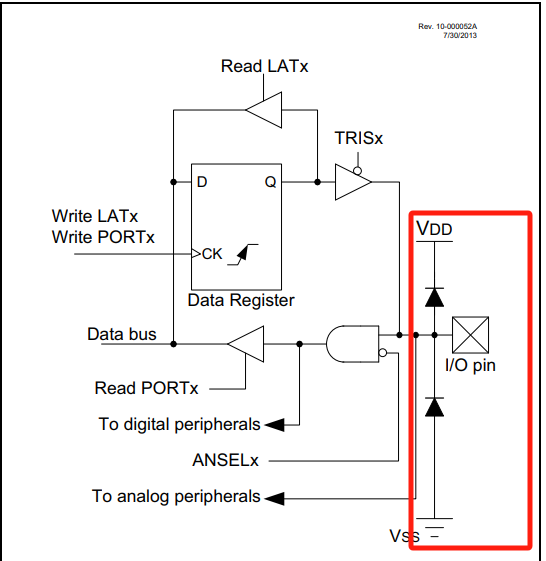 Rev. 10-000052A
7/30/2013
Read LATx
TRISx
D
Q
Write LATx
Write PORTx
CK
VDD
Data Register
Data bus
I/O pin
Read PORTx
To digital peripherals
ANSELx
To analog peripherals
VSS